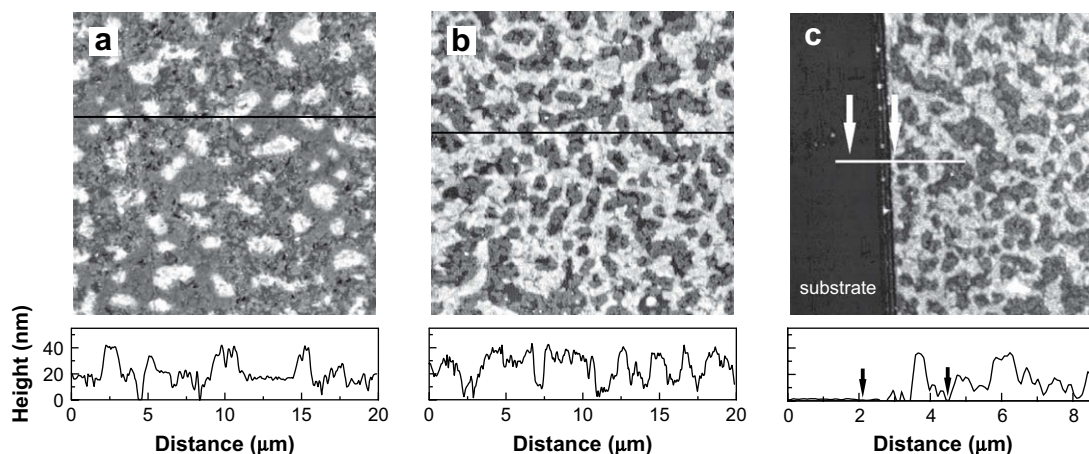 a
b
c
substrate
Height (nm)
40
20
0
0 5 10 15 20
0 5 10 15 20
0 2 4 6 8
Distance (μm)
Distance (μm)
Distance (μm)